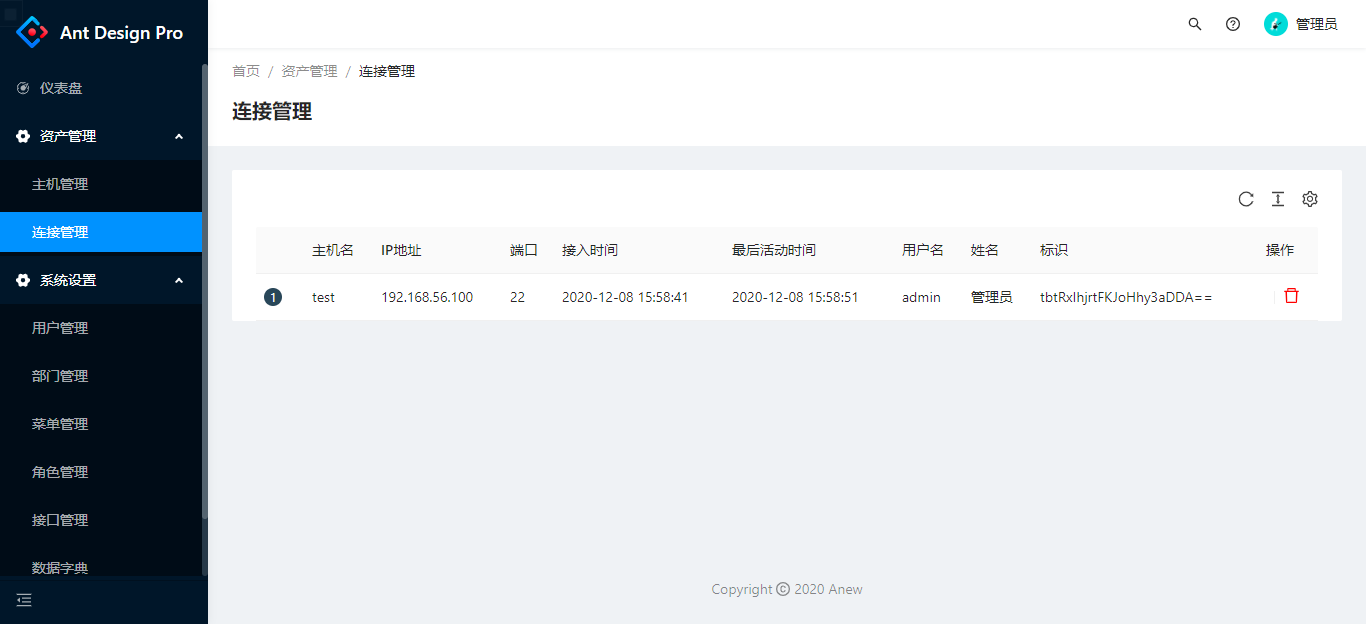 Ant Design Pro
仪表盘
资产管理
主机管理
连接管理
系统设置
用户管理
部门管理
菜单管理
角色管理
接口管理
数据字典
管理员
首页 / 资产管理 / 连接管理
连接管理
主机名 IP地址 端口 接入时间 最后活动时间 用户名 姓名 标识 操作
1 test 192.168.56.100 22 2020-12-08 15:58:41 2020-12-08 15:58:51 admin 管理员 tbtRxIhjrtFKJoHhy3aDDA==
Copyright © 2020 Anew